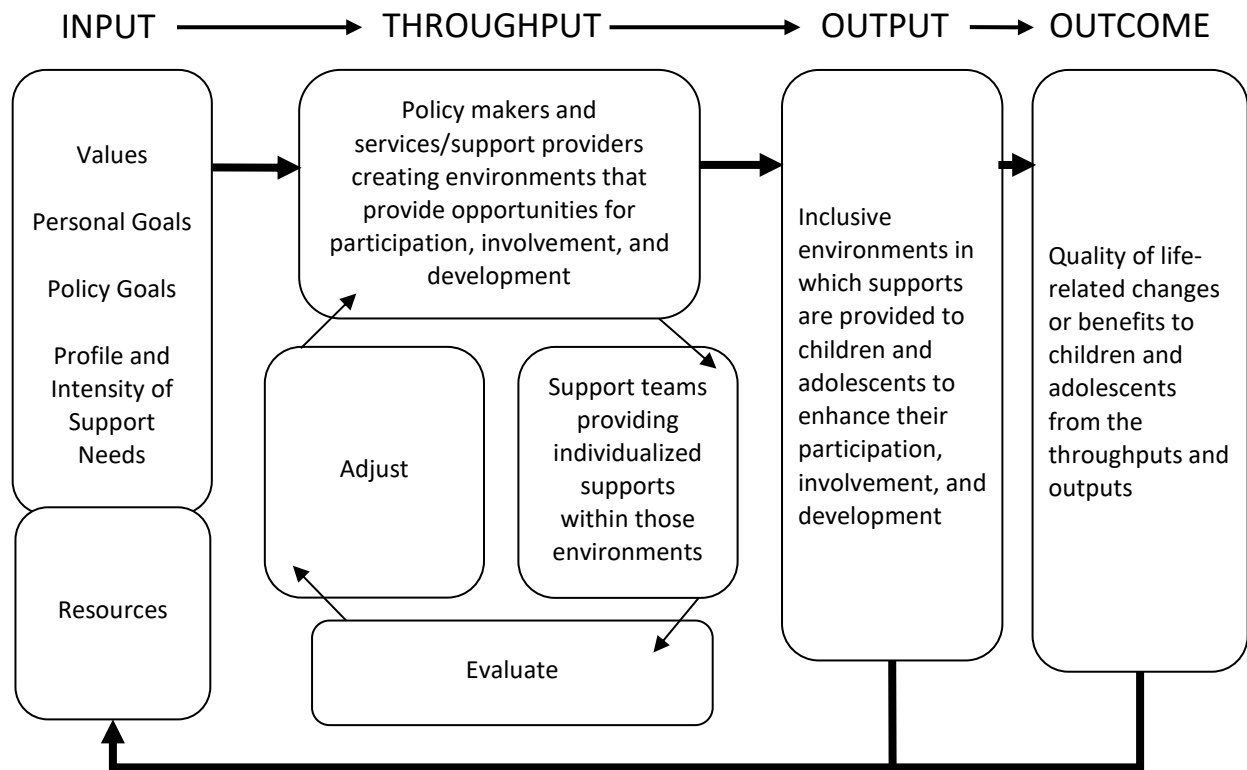 INPUT THROUGHPUT OUTPUT OUTCOME
Values
Personal Goals
Policy Goals
Profile and
Intensity of
Support
Needs
Resources
Policy makers and
services/support providers
creating environments that
provide opportunities for
participation, involvement, and
development
Adjust
Support teams
providing
individualized
supports
within those
environments
Evaluate
Inclusive
environments in
which supports
are provided to
children and
adolescents to
enhance their
participation,
involvement, and
development
Quality of life-
related changes
or benefits to
children and
adolescents
from the
throughputs and
outputs